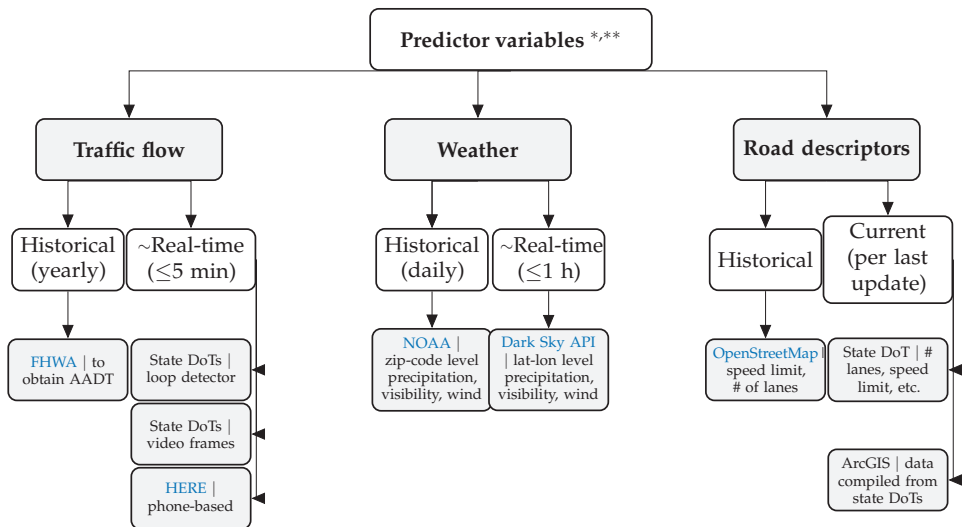 Predictor variables *,**
Traffic flow
Weather
Road descriptors
Historical
(yearly)
∼Real-time
(≤5 min)
Historical
(daily)
∼Real-time
(≤1 h)
Historical
Current
(per last
update)
FHWA | to
obtain AADT
State DoTs |
loop detector
State DoTs |
video frames
HERE |
phone-based
NOAA |
zip-code level
precipitation,
visibility, wind
Dark Sky API
| lat-lon level
precipitation,
visibility, wind
OpenStreetMap |
speed limit,
# of lanes
State DoT | #
lanes, speed
limit, etc.
ArcGIS | data
compiled from
state DoTs